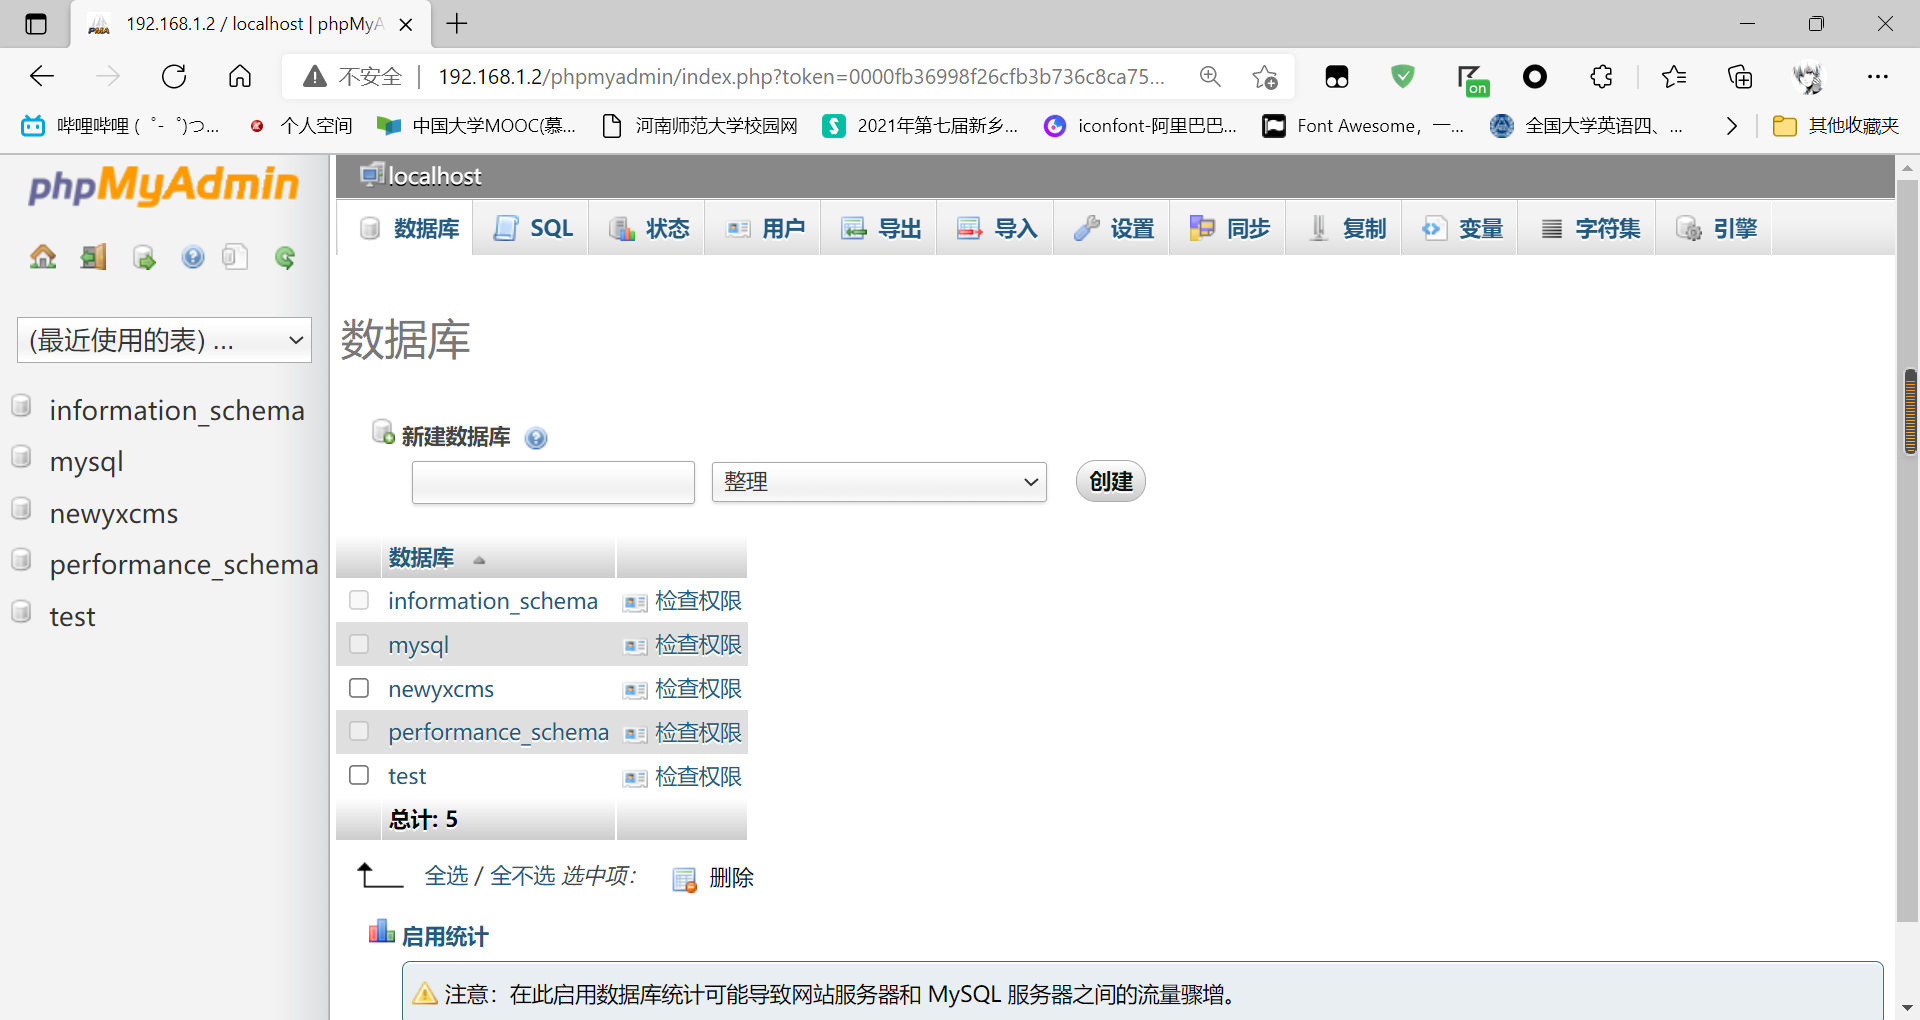 192.168.1.2 / localhost | phpMyA
不安全 | 192.168.1.2/phpmyadmin/index.php?token=0000fb36998f26cfb3b736c8ca75...
on
哔哩哔哩 ( ゜- ゜)つ... 个人空间 中国大学MOOC(慕... 河南师范大学校园网 2021年第七届新乡... iconfont-阿里巴巴... Font Awesome，一... 全国大学英语四、... 其他收藏夹
phpMyAdmin
localhost
数据库 SQL 状态 用户 导出 导入 设置 同步 复制 变量 字符集 引擎
(最近使用的表) ...
information_schema
mysql
newyxcms
performance_schema
test
数据库
新建数据库
整理 创建
数据库
information_schema 检查权限
mysql 检查权限
newyxcms 检查权限
performance_schema 检查权限
test 检查权限
总计: 5
全选 / 全不选 选中项： 删除
启用统计
注意：在此启用数据库统计可能导致网站服务器和 MySQL 服务器之间的流量骤增。